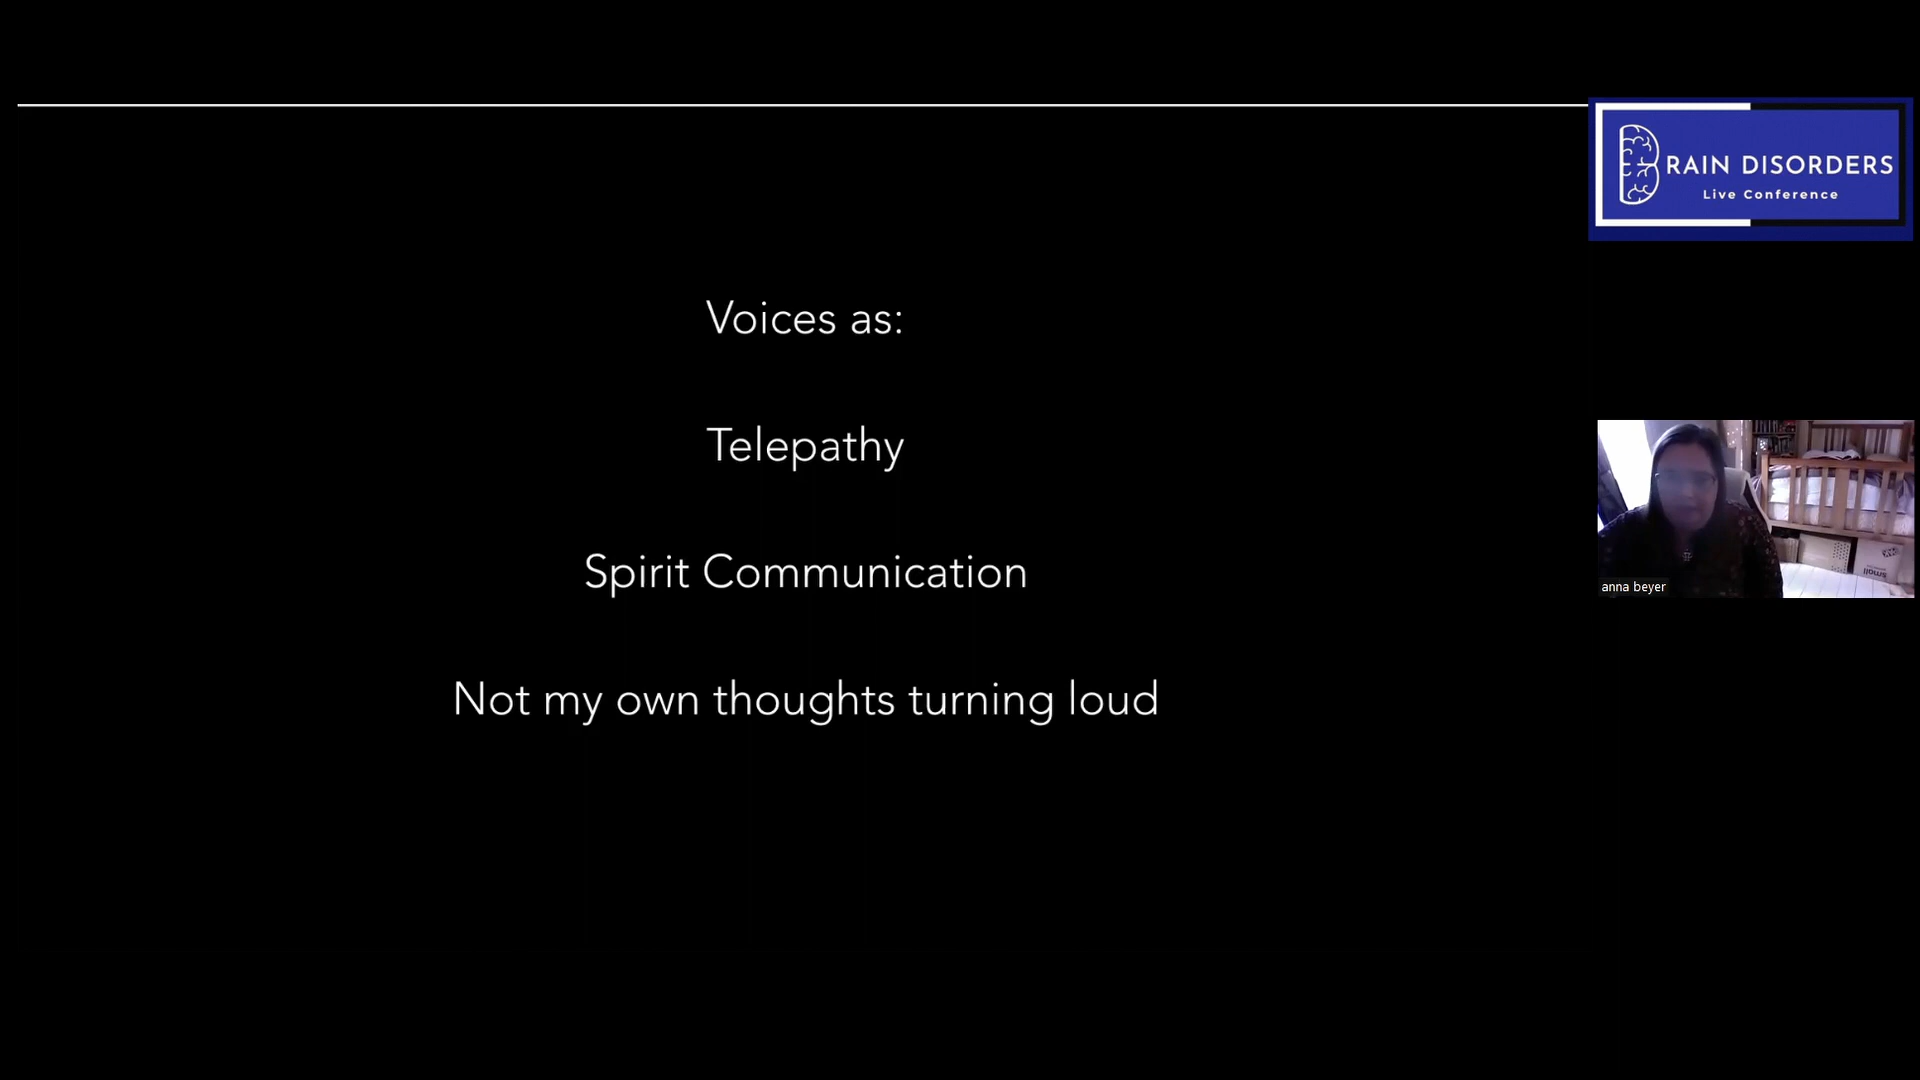 RAIN DISORDERS
Live Conference
Voices as:
Telepathy
Spirit Communication
Not my own thoughts turning loud
anna beyer